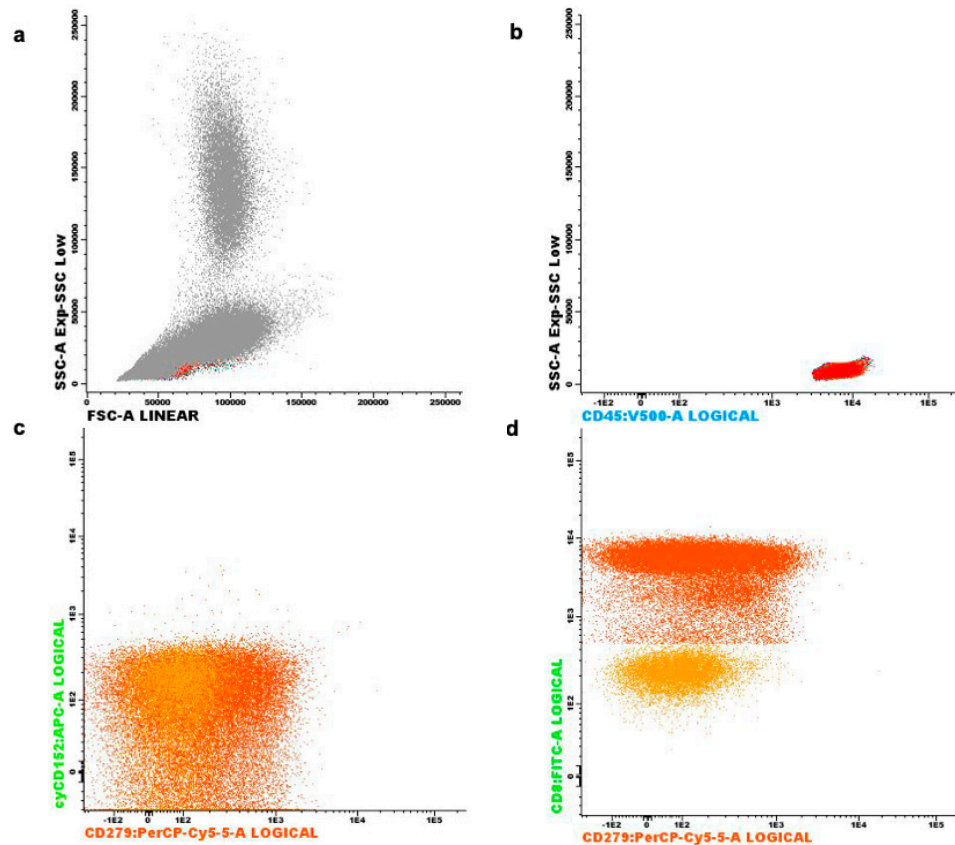 a
250000
200000
150000
100000
50000
0
SSC-A Exp-SSC Low
0
50000
100000
150000
200000
250000
FSC-A LINEAR
b
250000
200000
150000
100000
50000
0
SSC-A Exp-SSC Low
-1E2
0
1E2
1E3
1E4
1E5
CD45:V500-A LOGICAL
c
1E5
1E4
1E3
1E2
0
cyCD152:APC-A LOGICAL
-1E2
0
1E2
1E3
1E4
1E5
CD279:PerCP-Cy5-5-A LOGICAL
d
1E5
1E4
1E3
1E2
0
CD8:FITC-A LOGICAL
-1E2
0
1E2
1E3
1E4
1E5
CD279:PerCP-Cy5-5-A LOGICAL